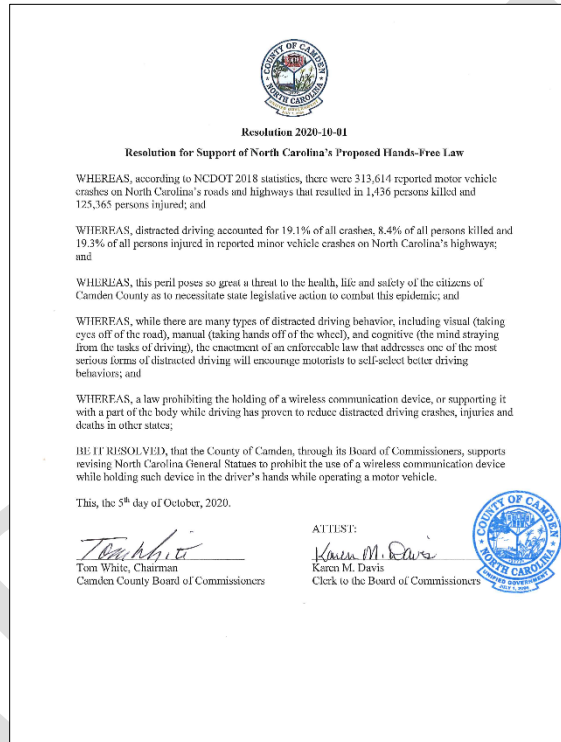 COUNTY OF CAMDEN
NORTH CAROLINA
Resolution 2020-10-01
Resolution for Support of North Carolina's Proposed Hands-Free Law
WHEREAS, according to NCDOT 2018 statistics, there were 313,614 reported motor vehicle
crashes on North Carolina's roads and highways that resulted in 1,436 persons killed and
125,365 persons injured; and
WHEREAS, distracted driving accounted for 19.1% of all crashes, 8.4% of all persons killed and
19.3% of all persons injured in reported minor vehicle crashes on North Carolina's highways;
and
WHEREAS, this peril poses so great a threat to the health, life and safety of the citizens of
Camden County as to necessitate state legislative action to combat this epidemic; and
WHEREAS, while there are many types of distracted driving behavior, including visual (taking
eyes off of the road), manual (taking hands off of the wheel), and cognitive (the mind straying
from the tasks of driving), the enactment of an enforceable law that addresses one of the most
serious forms of distracted driving will encourage motorists to self-select better driving
behaviors; and
WHEREAS, a law prohibiting the holding of a wireless communication device, or supporting it
with a part of the body while driving has proven to reduce distracted driving crashes, injuries and
deaths in other states;
BE IT RESOLVED, that the County of Camden, through its Board of Commissioners, supports
revising North Carolina General Statues to prohibit the use of a wireless communication device
while holding such device in the driver's hands while operating a motor vehicle.
This, the 5th day of October, 2020.
ATTEST:
Tom White
Karen M. Davis
Tom White, Chairman
Karen M. Davis
Camden County Board of Commissioners
Clerk to the Board of Commissioners
COUNTY OF CAMDEN
NORTH CAROLINA
UNIFIED GOVERNMENT